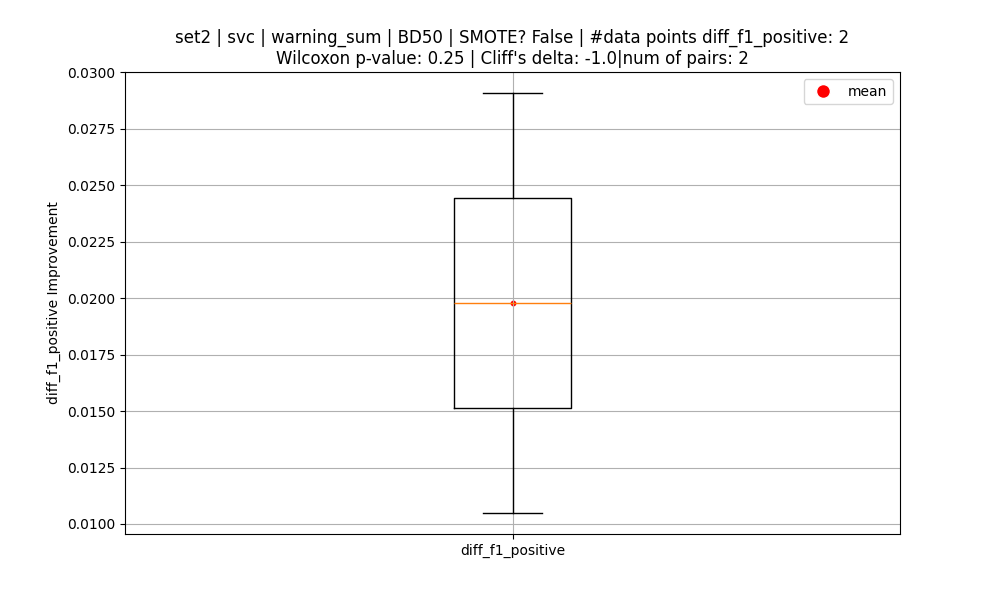 set2 | svc | warning_sum | BD50 | SMOTE? False | #data points diff_f1_positive: 2
Wilcoxon p-value: 0.25 | Cliff's delta: -1.0|num of pairs: 2
mean
0.0300
0.0275
0.0250
0.0225
0.0200
0.0175
0.0150
0.0125
0.0100
diff_f1_positive Improvement
diff_f1_positive